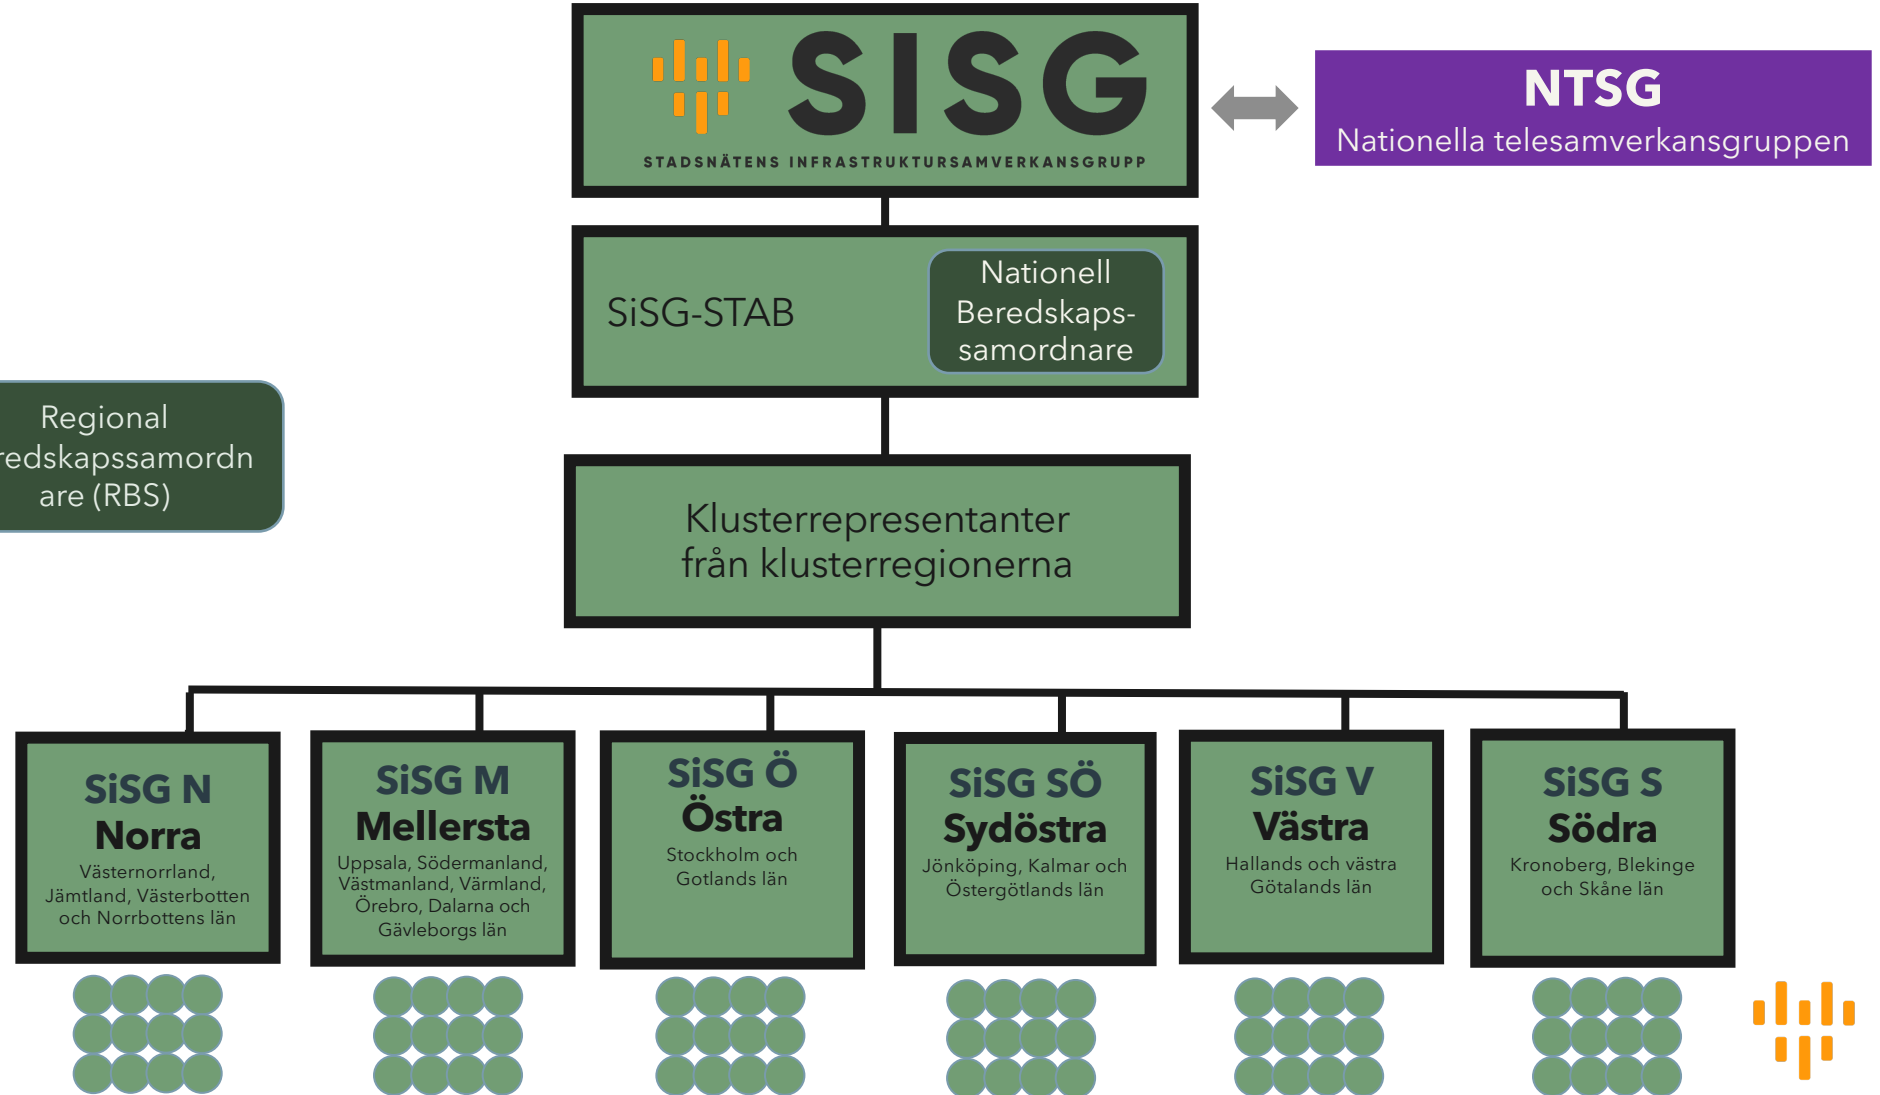 SISG
STADSNÄTENS INFRASTRUKTURSAMVERKANSGRUPP
NTSG
Nationella telesamverkansgruppen
SiSG-STAB
Nationell
Beredskaps-
samordnare
Regional
redskapssamordn
are (RBS)
Klusterrepresentanter
från klusterregionerna
SiSG N
Norra
Västernorrland,
Jämtland, Västerbotten
och Norrbottens län
SiSG M
Mellersta
Uppsala, Södermanland,
Västmanland, Värmland,
Örebro, Dalarna och
Gävleborgs län
SiSG Ö
Östra
Stockholm och
Gotlands län
SiSG SÖ
Sydöstra
Jönköping, Kalmar och
Östergötlands län
SiSG V
Västra
Hallands och västra
Götalands län
SiSG S
Södra
Kronoberg, Blekinge
och Skåne län